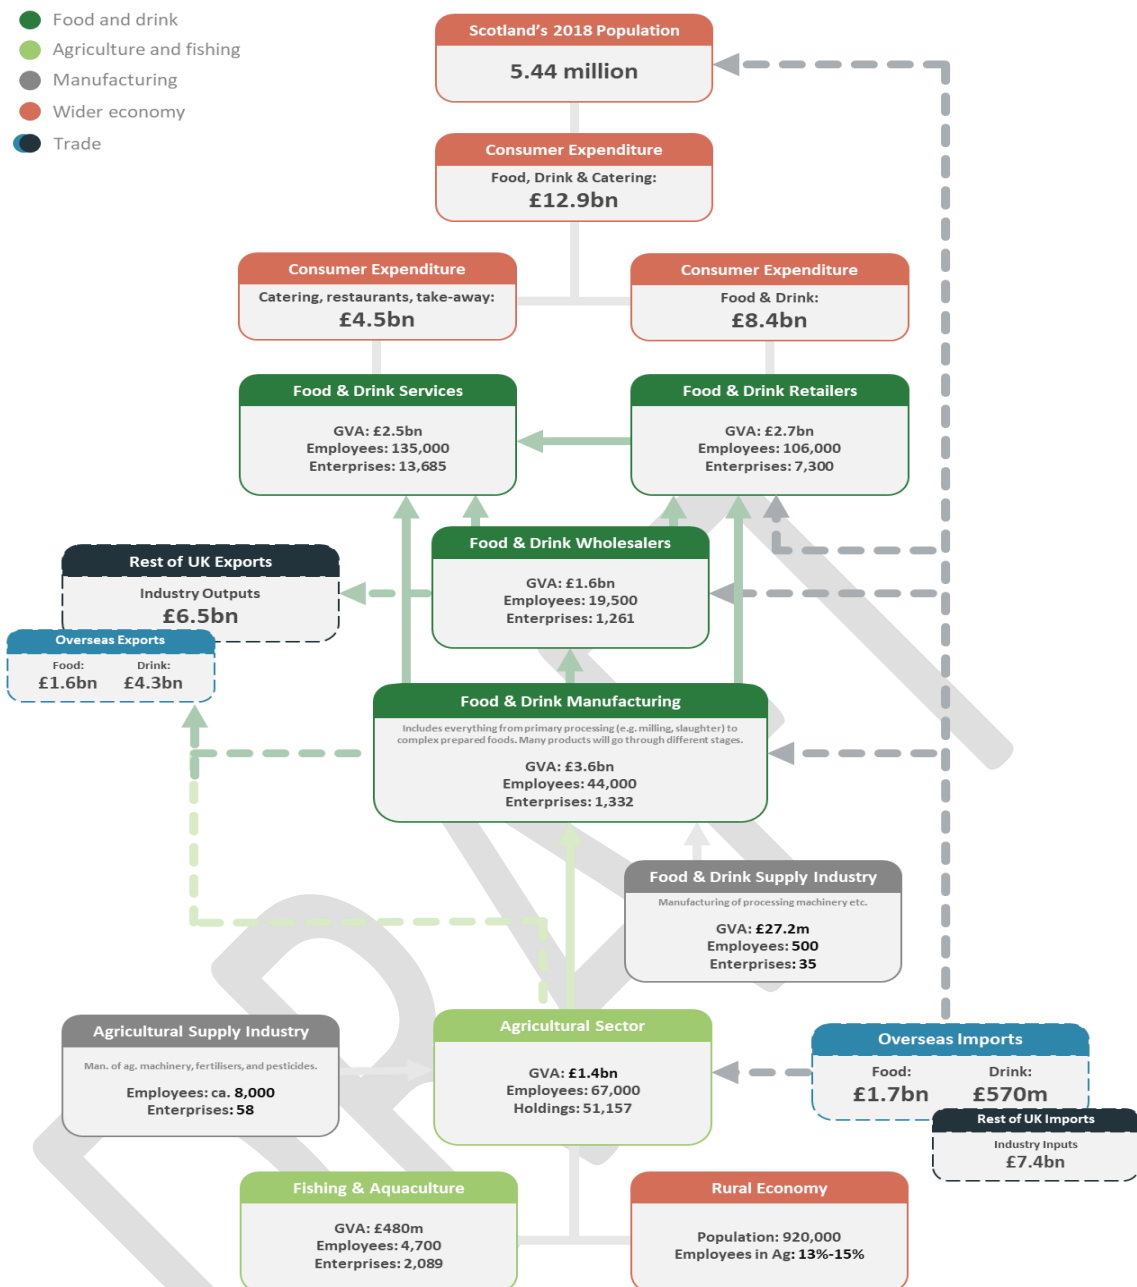 Food and drink
Agriculture and fishing
Manufacturing
Wider economy
Trade
Scotland's 2018 Population
5.44 million
Consumer Expenditure
Food, Drink & Catering:
£12.9bn
Consumer Expenditure
Catering, restaurants, take-away:
£4.5bn
Consumer Expenditure
Food & Drink:
£8.4bn
Food & Drink Services
GVA: £2.5bn
Employees: 135,000
Enterprises: 13,685
Food & Drink Retailers
GVA: £2.7bn
Employees: 106,000
Enterprises: 7,300
Food & Drink Wholesalers
GVA: £1.6bn
Employees: 19,500
Enterprises: 1,261
Rest of UK Exports
Industry Outputs
£6.5bn
Overseas Exports
Food: Drink:
£1.6bn £4.3bn
Food & Drink Manufacturing
Includes everything from primary processing (e.g. milling, slaughter) to
complex prepared foods. Many products will go through different stages.
GVA: £3.6bn
Employees: 44,000
Enterprises: 1,332
Food & Drink Supply Industry
Manufacturing of processing machinery etc.
GVA: £27.2m
Employees: 500
Enterprises: 35
Agricultural Supply Industry
Man. of ag. machinery, fertilisers, and pesticides.
Employees: ca. 8,000
Enterprises: 58
Agricultural Sector
GVA: £1.4bn
Employees: 67,000
Holdings: 51,157
Overseas Imports
Food: Drink:
£1.7bn £570m
Rest of UK Imports
Industry Inputs
£7.4bn
Fishing & Aquaculture
GVA: £480m
Employees: 4,700
Enterprises: 2,089
Rural Economy
Population: 920,000
Employees in Ag: 13%-15%